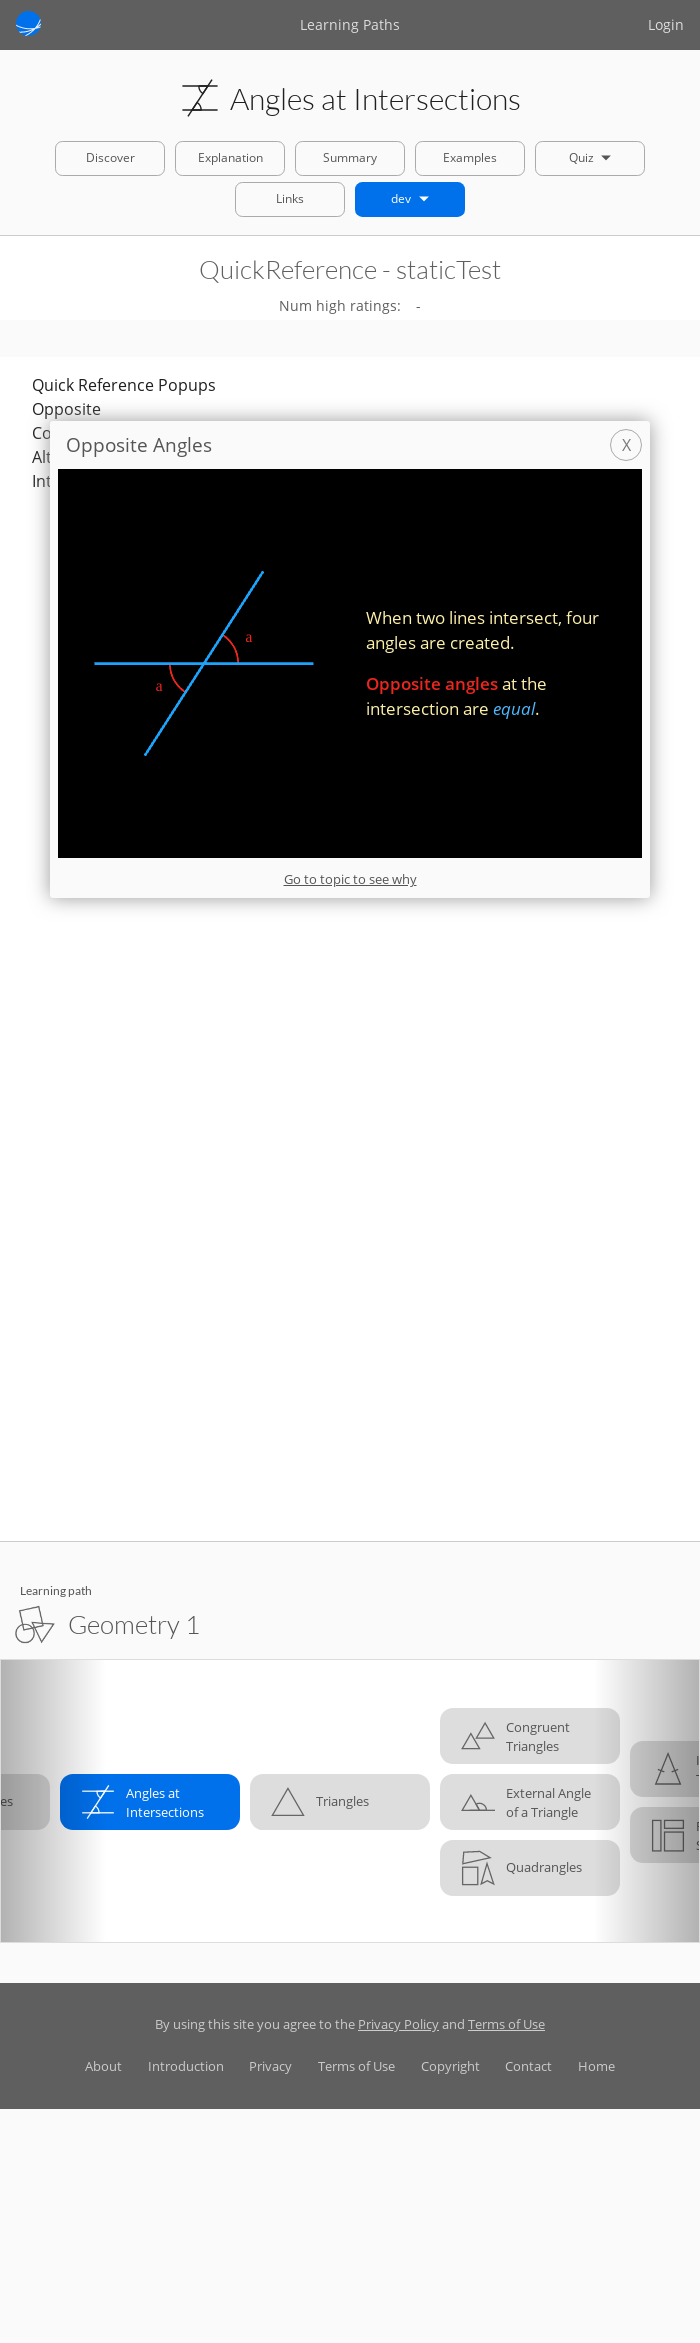 Learning Paths
Login
Angles at Intersections
Discover
Explanation
Summary
Examples
Quiz
Links
dev
QuickReference - staticTest
Num high ratings: -
Quick Reference Popups
Opposite
Co
Alt
Int
Opposite Angles
X
When two lines intersect, four
angles are created.
a
a
Opposite angles at the
intersection are equal.
Go to topic to see why
Learning path
Geometry 1
Congruent
Triangles
es
Angles at
Intersections
Triangles
External Angle
of a Triangle
Quadrangles
By using this site you agree to the Privacy Policy and Terms of Use
About Introduction Privacy Terms of Use Copyright Contact Home